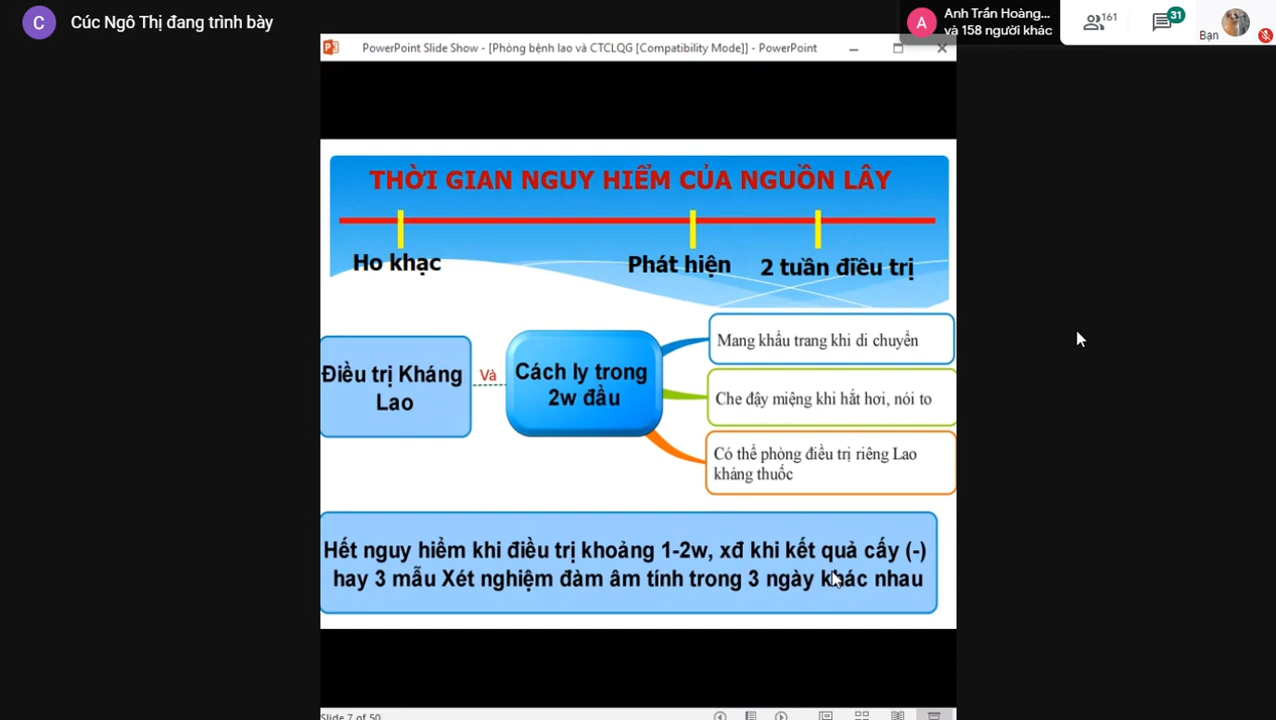 C Cúc Ngô Thị đang trình bày
A Anh Trần Hoàng...
và 158 người khác
161
31
Bạn
PowerPoint Slide Show - [Phòng bệnh lao và CTCLQG [Compatibility Mode]] - PowerPoint
THỜI GIAN NGUY HIỂM CỦA NGUỒN LÂY
Ho khạc
Phát hiện
2 tuần điều trị
Điều trị Kháng
Lao
Và
Cách ly trong
2w đầu
Mang khẩu trang khi di chuyển
Che đậy miệng khi hắt hơi, nói to
Có thể phòng điều trị riêng Lao
kháng thuốc
Hết nguy hiểm khi điều trị khoảng 1-2w, xđ khi kết quả cấy (-)
hay 3 mẫu Xét nghiệm đàm âm tính trong 3 ngày khác nhau
Slide 7 of 50